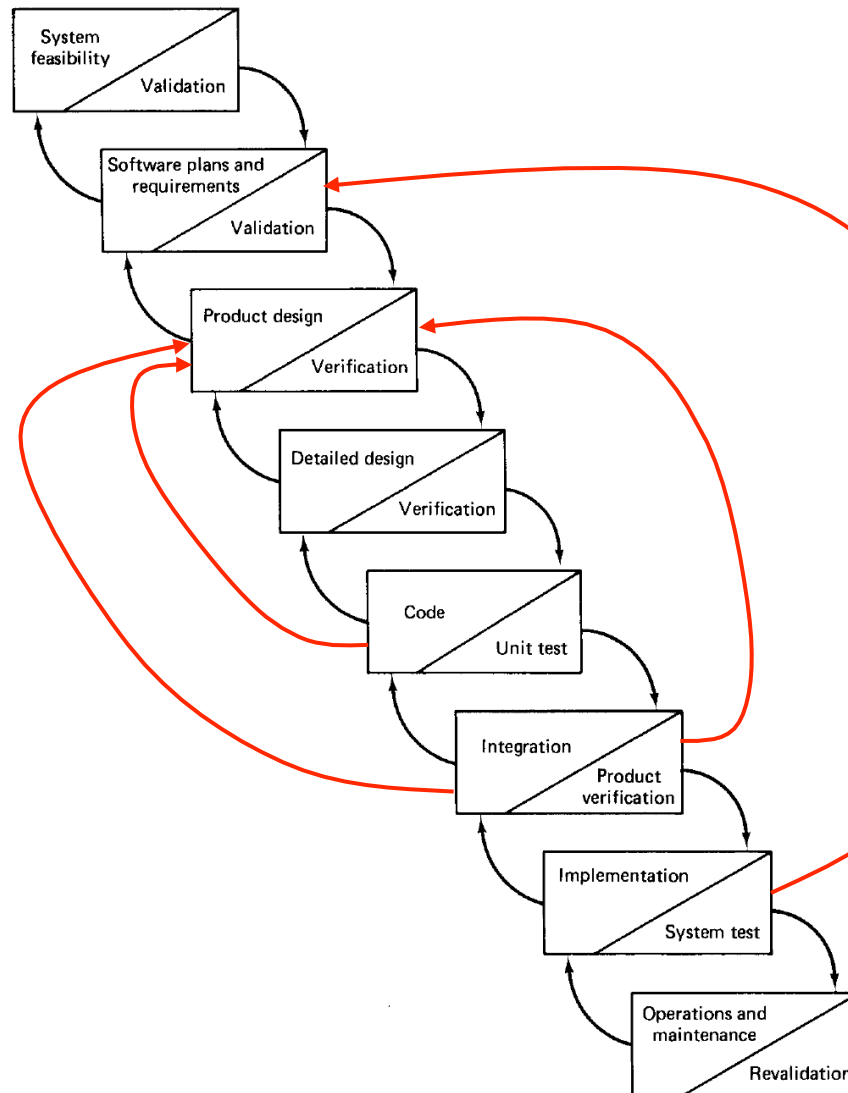 System
feasibility
Validation
Software plans and
requirements
Validation
Product design
Verification
Detailed design
Verification
Code
Unit test
Integration
Product
verification
Implementation
System test
Operations and
maintenance
Revalidation